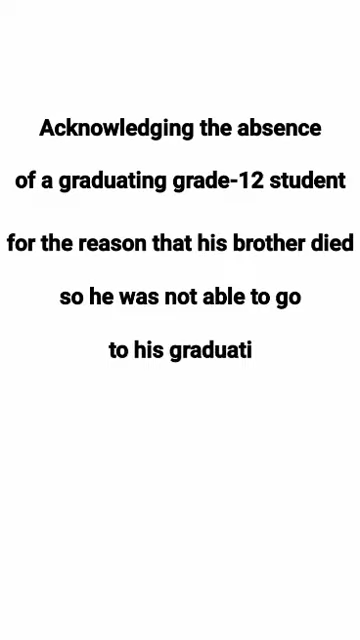 Acknowledging the absence
of a graduating grade-12 student
for the reason that his brother died
so he was not able to go
to his graduati